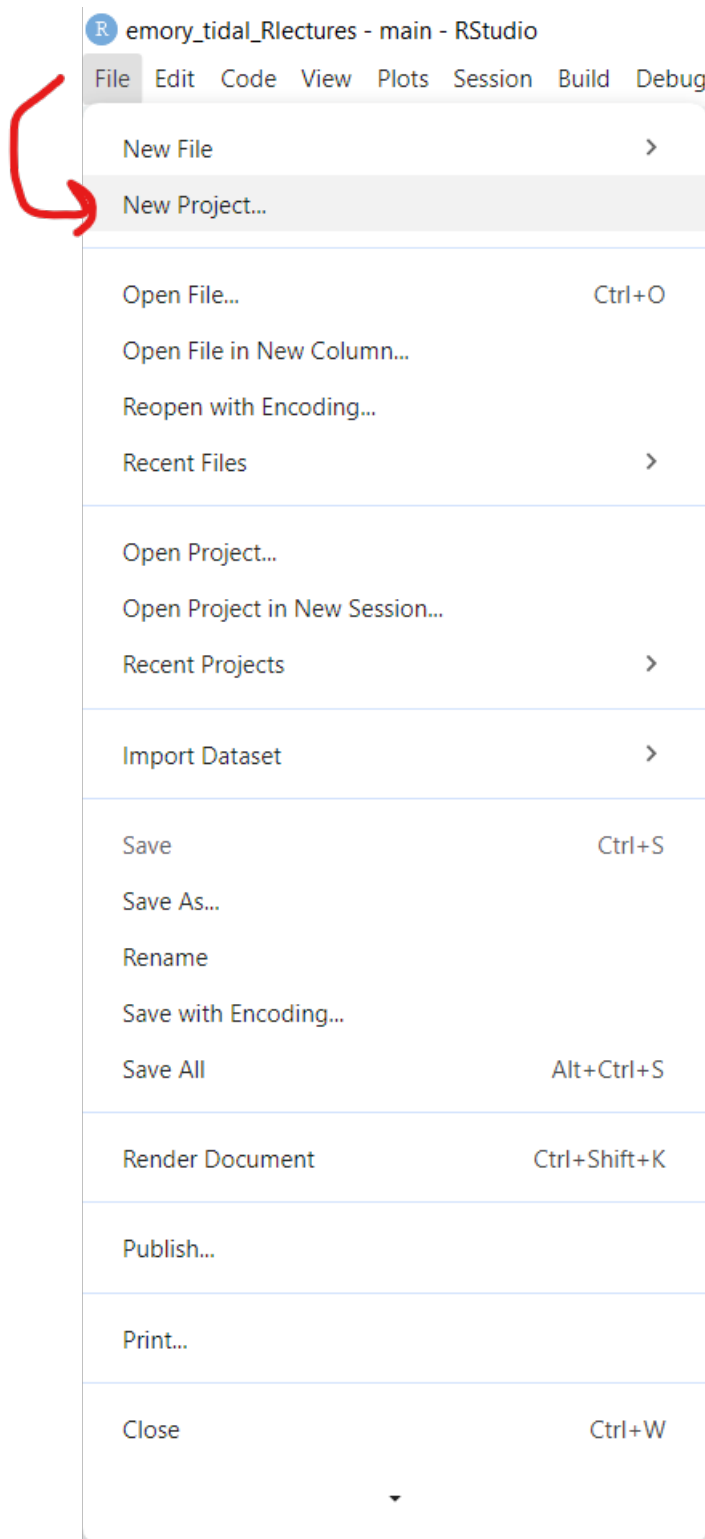 R emory_tidal_Rlectures - main - RStudio
File Edit Code View Plots Session Build Debug
New File
New Project...
Open File... Ctrl+O
Open File in New Column...
Reopen with Encoding...
Recent Files
Open Project...
Open Project in New Session...
Recent Projects
Import Dataset
Save Ctrl+S
Save As...
Rename
Save with Encoding...
Save All Alt+Ctrl+S
Render Document Ctrl+Shift+K
Publish...
Print...
Close Ctrl+W